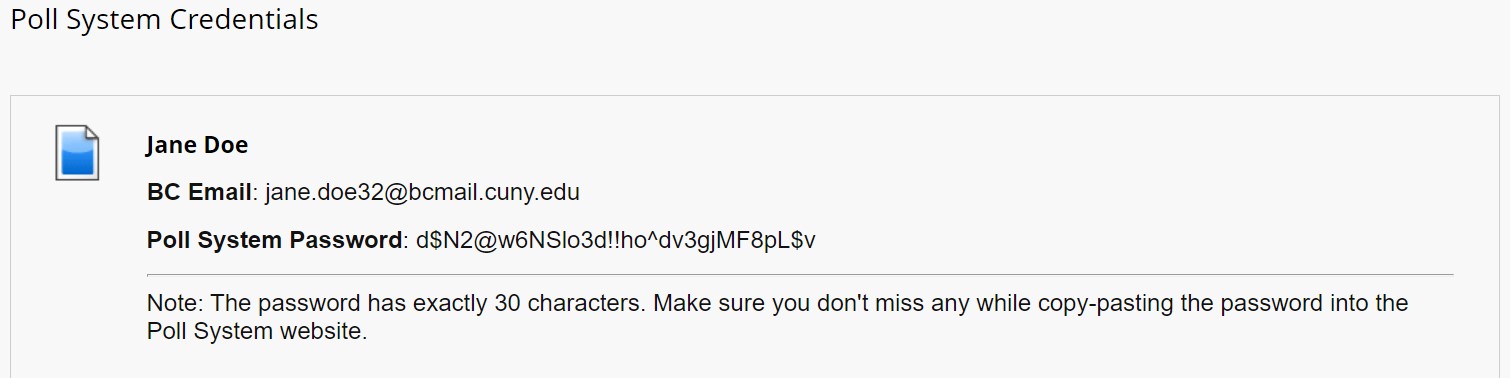 Poll System Credentials
Jane Doe
BC Email: jane.doe32@bcmail.cuny.edu
Poll System Password: d$N2@w6NSlo3d!!ho^dv3gjMF8pL$v
Note: The password has exactly 30 characters. Make sure you don't miss any while copy-pasting the password into the
Poll System website.